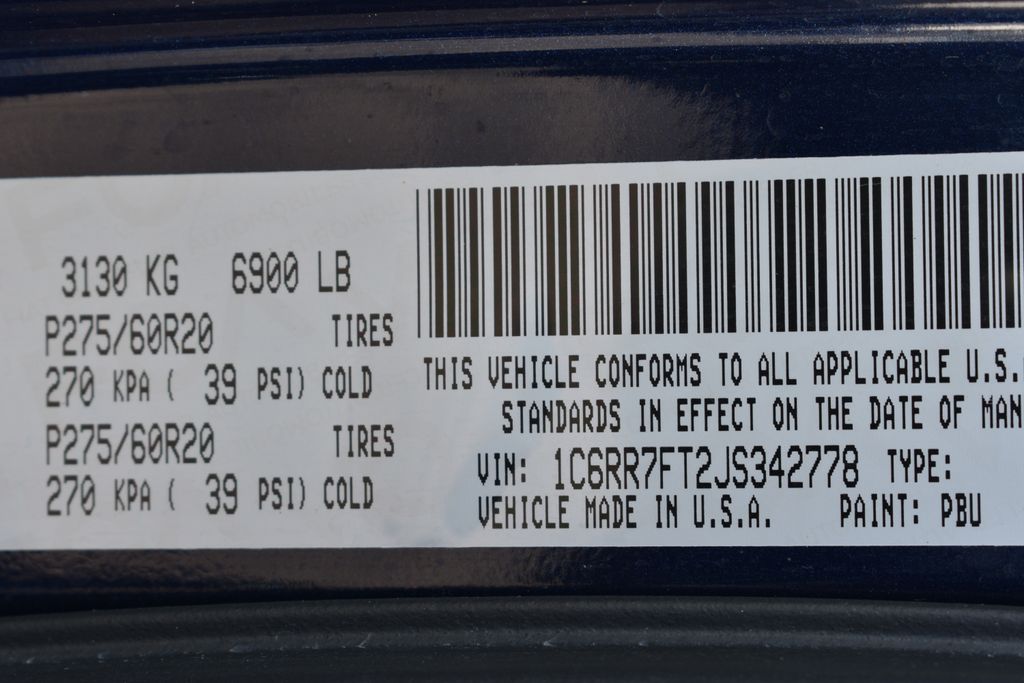 3130 KG 6900 LB
P275/60R20 TIRES
270 KPA ( 39 PSI) COLD
P275/60R20 TIRES
270 KPA ( 39 PSI) COLD
THIS VEHICLE CONFORMS TO ALL APPLICABLE U.S.
STANDARDS IN EFFECT ON THE DATE OF MAN
VIN: 1C6RR7FT2JS342778 TYPE:
VEHICLE MADE IN U.S.A. PAINT: PBU